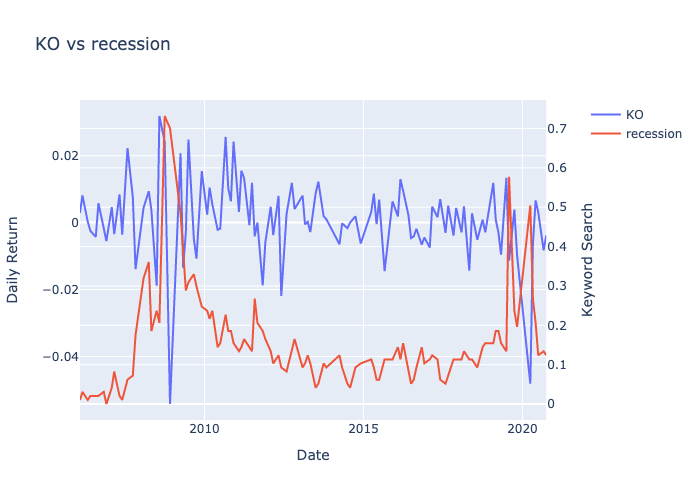 KO vs recession
KO
recession
0.02
0
−0.02
−0.04
0.7
0.6
0.5
0.4
0.3
0.2
0.1
0
2010
2015
2020
Date
Daily Return
Keyword Search